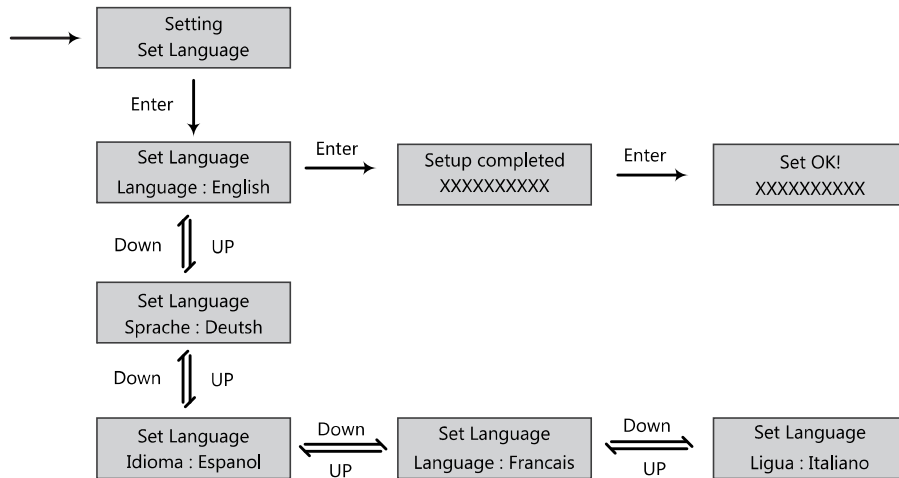 Setting
Set Language
Enter
Set Language
Language : English
Enter
Setup completed
XXXXXXXXXX
Enter
Set OK!
XXXXXXXXXX
Down
UP
Set Language
Sprache : Deutsh
Down
UP
Set Language
Idioma : Espanol
Down
UP
Set Language
Language : Francais
Down
UP
Set Language
Ligua : Italiano